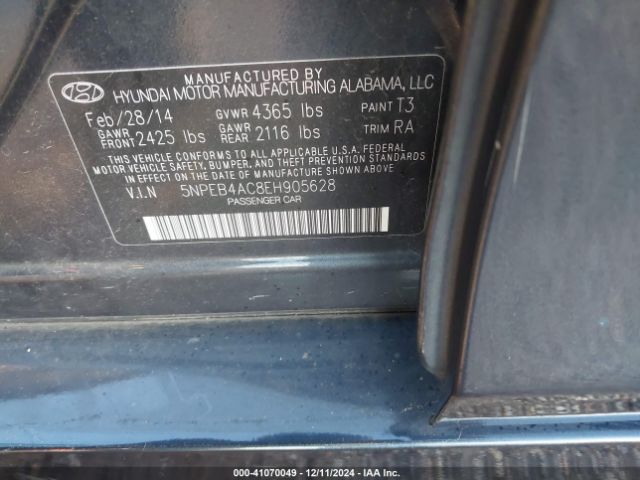 MANUFACTURED BY
HYUNDAI MOTOR MANUFACTURING ALABAMA, LLC
Feb/28/14 GVWR 4365 lbs PAINT T3
GAWR FRONT 2425 lbs GAWR REAR 2116 lbs TRIM RA
THIS VEHICLE CONFORMS TO ALL APPLICABLE U.S.A. FEDERAL
MOTOR VEHICLE SAFETY, BUMPER, AND THEFT PREVENTION STANDARDS
IN EFFECT ON THE DATE OF MANUFACTURE SHOWN ABOVE
V.I.N 5NPEB4AC8EH905628
PASSENGER CAR
000-41070049 - 12/11/2024 - IAA Inc.